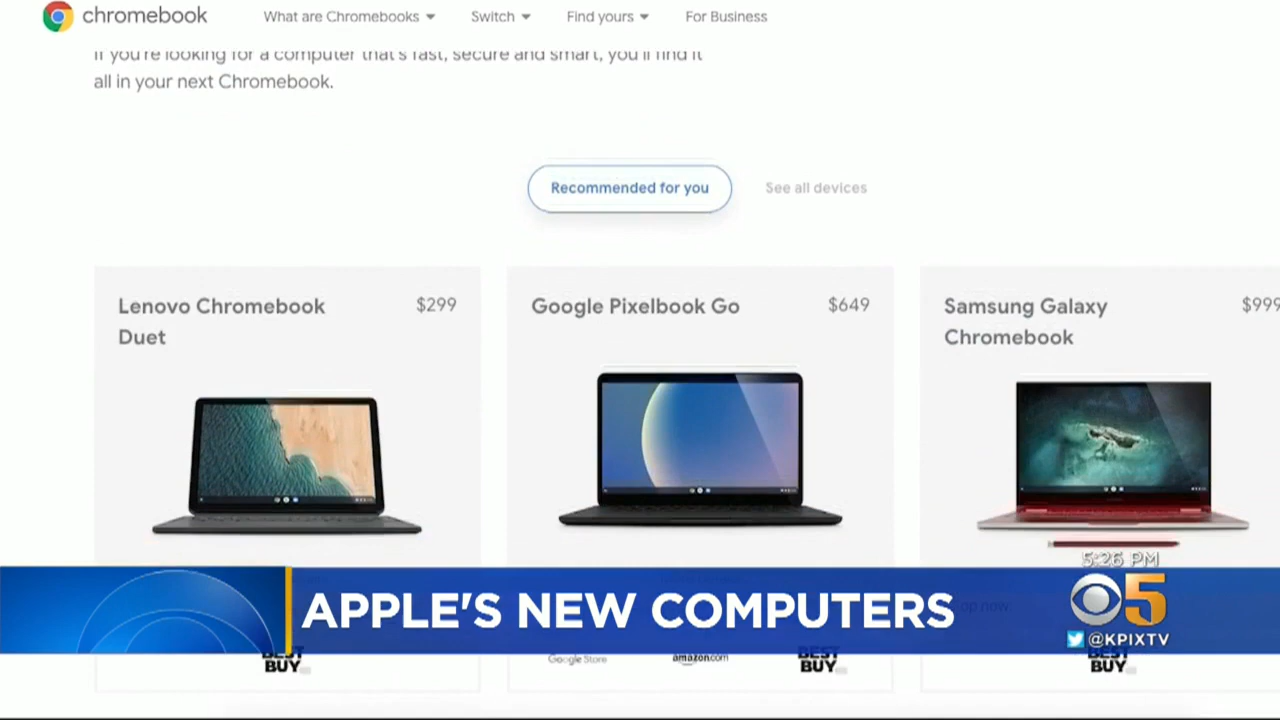 chromebook
What are Chromebooks
Switch
Find yours
For Business
If you're looking for a computer that's fast, secure and smart, you'll find it
all in your next Chromebook.
Recommended for you
See all devices
Lenovo Chromebook
Duet
$299
Google Pixelbook Go
$649
Samsung Galaxy
Chromebook
$999
5:26 PM
APPLE'S NEW COMPUTERS
5
@KPIXTV
BEST
BUY
Google Store
amazon.com
BEST
BUY
BEST
BUY